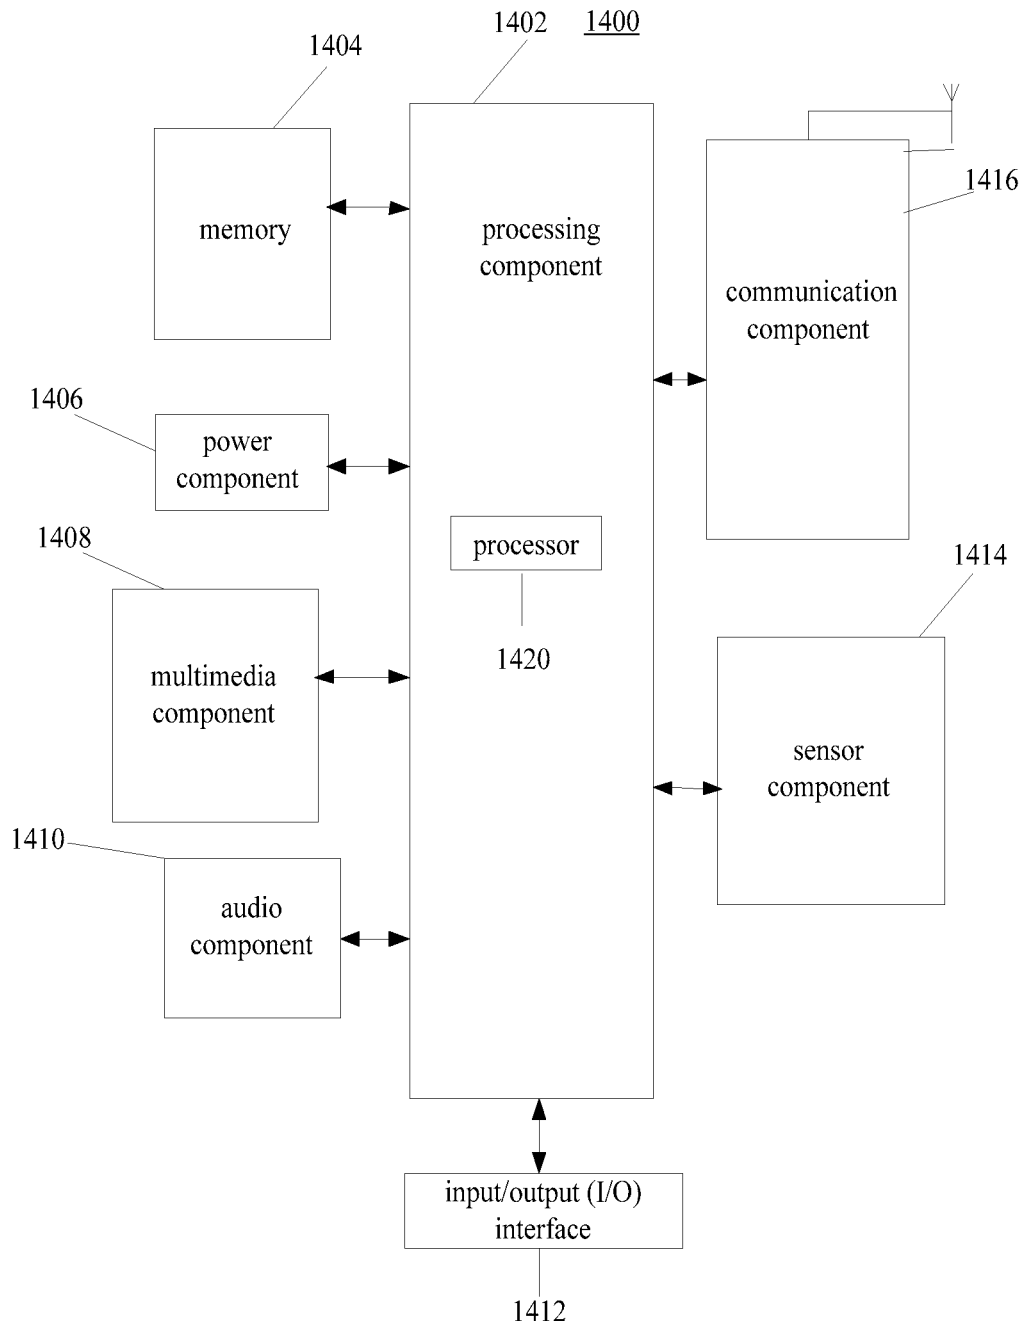 1402
1400
1404
1416
memory
processing
component
communication
component
1406
power
component
1408
processor
1414
1420
multimedia
component
sensor
component
1410
audio
component
input/output (I/O)
interface
1412